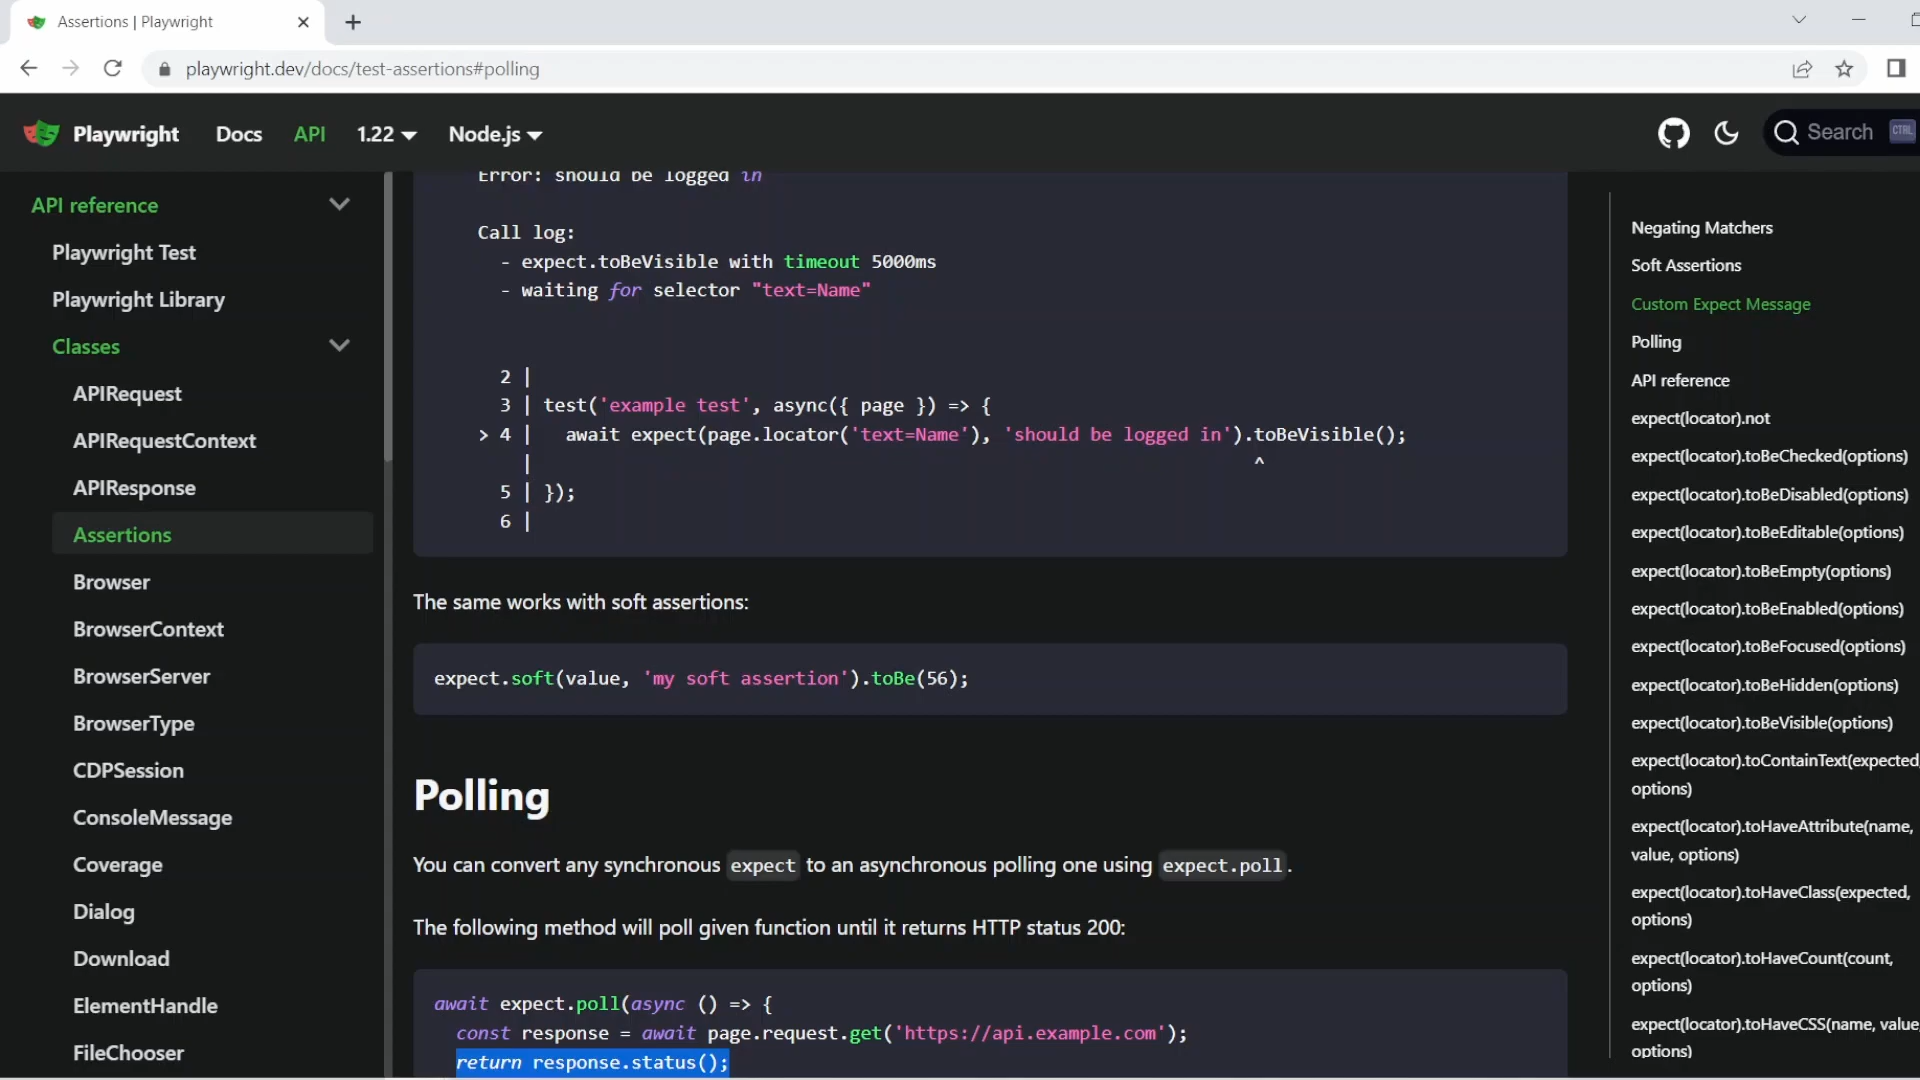 Assertions | Playwright
playwright.dev/docs/test-assertions#polling
Playwright
Docs
API
1.22
Node.js
Search
CTRL
API reference
Playwright Test
Playwright Library
Classes
APIRequest
APIRequestContext
APIResponse
Assertions
Browser
BrowserContext
BrowserServer
BrowserType
CDPSession
ConsoleMessage
Coverage
Dialog
Download
ElementHandle
FileChooser
Error: should be logged in
Call log:
- expect.toBeVisible with timeout 5000ms
- waiting for selector "text=Name"
2 |
3 | test('example test', async({ page }) => {
> 4 |   await expect(page.locator('text=Name'), 'should be logged in').toBeVisible();
|                                                                  ^
5 | });
6 |
The same works with soft assertions:
expect.soft(value, 'my soft assertion').toBe(56);
Polling
You can convert any synchronous expect to an asynchronous polling one using expect.poll.
The following method will poll given function until it returns HTTP status 200:
await expect.poll(async () => {
const response = await page.request.get('https://api.example.com');
return response.status();
Negating Matchers
Soft Assertions
Custom Expect Message
Polling
API reference
expect(locator).not
expect(locator).toBeChecked(options)
expect(locator).toBeDisabled(options)
expect(locator).toBeEditable(options)
expect(locator).toBeEmpty(options)
expect(locator).toBeEnabled(options)
expect(locator).toBeFocused(options)
expect(locator).toBeHidden(options)
expect(locator).toBeVisible(options)
expect(locator).toContainText(expected,
options)
expect(locator).toHaveAttribute(name,
value, options)
expect(locator).toHaveClass(expected,
options)
expect(locator).toHaveCount(count,
options)
expect(locator).toHaveCSS(name, value,
options)